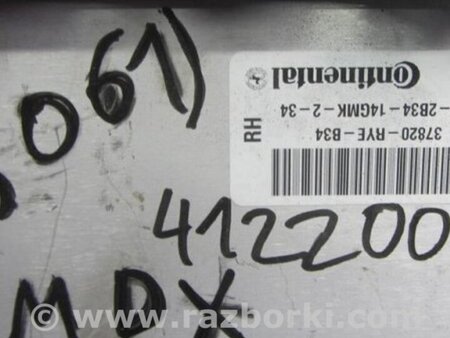 061)
Continental
-2B34-14GMK-2-34
37820-RYE-B34
RH
412200
MDX
www.razborki.com